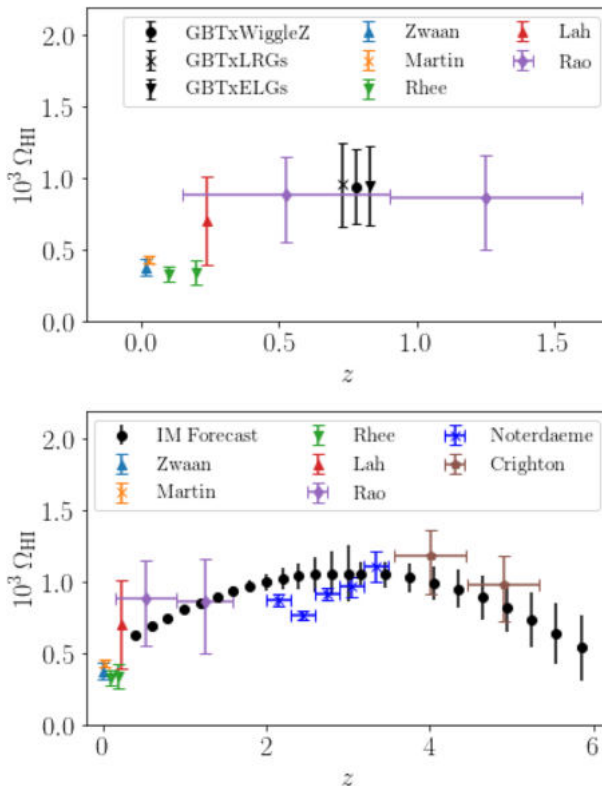 GBTxWiggleZ Zwaan Lah
GBTxLRGs Martin Rao
GBTxELGs Rhee
2.0
1.5
1.0
0.5
0.0
10³ Ω_HI
0.0 0.5 1.0 1.5
z
IM Forecast Rhee Noterdaeme
Zwaan Lah Crighton
Martin Rao
2.0
1.5
1.0
0.5
0.0
10³ Ω_HI
0 2 4 6
z